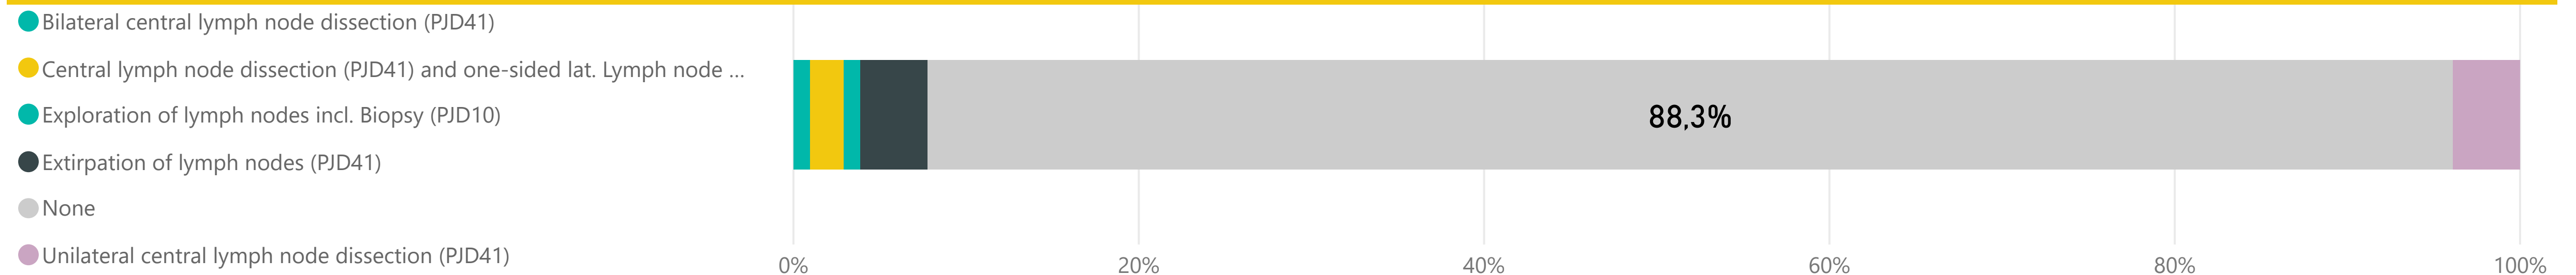 Bilateral central lymph node dissection (PJD41)
Central lymph node dissection (PJD41) and one-sided lat. Lymph node ...
Exploration of lymph nodes incl. Biopsy (PJD10)
Extirpation of lymph nodes (PJD41)
None
Unilateral central lymph node dissection (PJD41)
88,3%
0% 20% 40% 60% 80% 100%